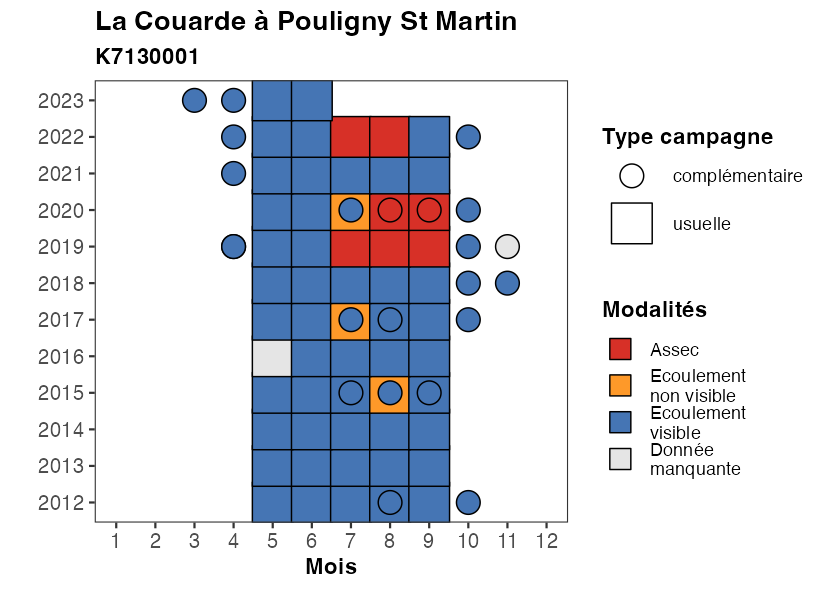 La Couarde à Pouligny St Martin
K7130001
2023
2022
2021
2020
2019
2018
2017
2016
2015
2014
2013
2012
1 2 3 4 5 6 7 8 9 10 11 12
Mois
Type campagne
complémentaire
usuelle
Modalités
Assec
Ecoulement
non visible
Ecoulement
visible
Donnée
manquante